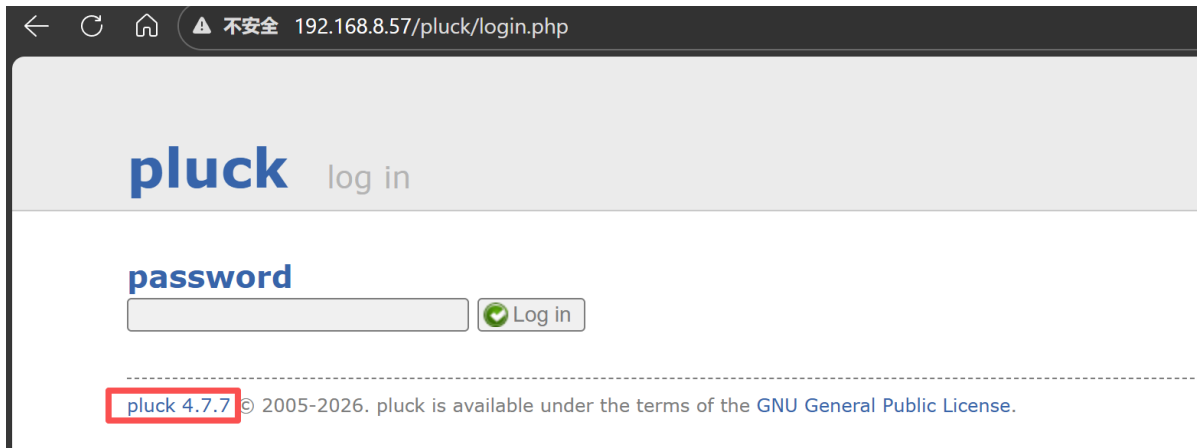 不安全 192.168.8.57/pluck/login.php
pluck log in
password
Log in
pluck 4.7.7 © 2005-2026. pluck is available under the terms of the GNU General Public License.